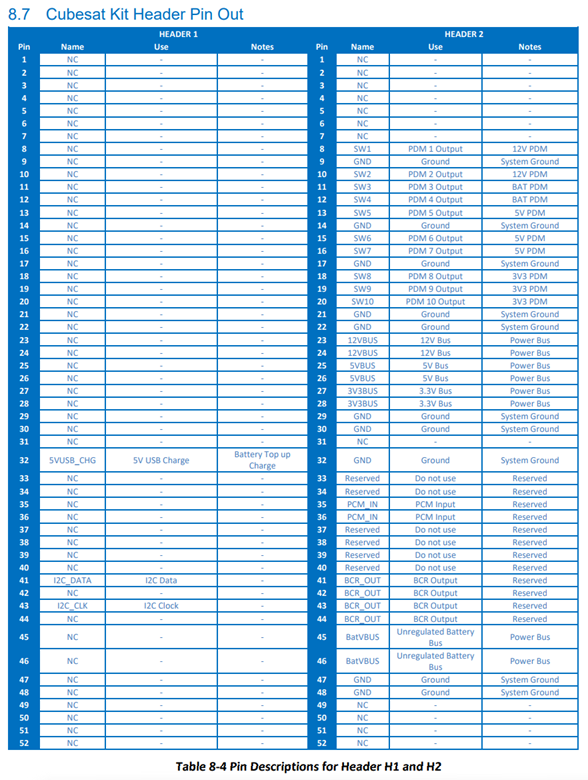 8.7 Cubesat Kit Header Pin Out
HEADER 1 HEADER 2
Pin Name Use Notes Pin Name Use Notes
1 NC - - 1 NC - -
2 NC - - 2 NC - -
3 NC - - 3 NC - -
4 NC - - 4 NC - -
5 NC - - 5 NC - -
6 NC - - 6 NC - -
7 NC - - 7 NC - -
8 NC - - 8 SW1 PDM 1 Output 12V PDM
9 NC - - 9 GND Ground System Ground
10 NC - - 10 SW2 PDM 2 Output 12V PDM
11 NC - - 11 SW3 PDM 3 Output BAT PDM
12 NC - - 12 SW4 PDM 4 Output BAT PDM
13 NC - - 13 SW5 PDM 5 Output 5V PDM
14 NC - - 14 GND Ground System Ground
15 NC - - 15 SW6 PDM 6 Output 5V PDM
16 NC - - 16 SW7 PDM 7 Output 5V PDM
17 NC - - 17 GND Ground System Ground
18 NC - - 18 SW8 PDM 8 Output 3V3 PDM
19 NC - - 19 SW9 PDM 9 Output 3V3 PDM
20 NC - - 20 SW10 PDM 10 Output 3V3 PDM
21 NC - - 21 GND Ground System Ground
22 NC - - 22 GND Ground System Ground
23 NC - - 23 12VBUS 12V Bus Power Bus
24 NC - - 24 12VBUS 12V Bus Power Bus
25 NC - - 25 5VBUS 5V Bus Power Bus
26 NC - - 26 5VBUS 5V Bus Power Bus
27 NC - - 27 3V3BUS 3.3V Bus Power Bus
28 NC - - 28 3V3BUS 3.3V Bus Power Bus
29 NC - - 29 GND Ground System Ground
30 NC - - 30 GND Ground System Ground
31 NC - - 31 NC - -
32 5VUSB_CHG 5V USB Charge Battery Top up Charge 32 GND Ground System Ground
33 NC - - 33 Reserved Do not use Reserved
34 NC - - 34 Reserved Do not use Reserved
35 NC - - 35 PCM_IN PCM Input Reserved
36 NC - - 36 PCM_IN PCM Input Reserved
37 NC - - 37 Reserved Do not use Reserved
38 NC - - 38 Reserved Do not use Reserved
39 NC - - 39 Reserved Do not use Reserved
40 NC - - 40 Reserved Do not use Reserved
41 I2C_DATA I2C Data - 41 BCR_OUT BCR Output Reserved
42 NC - - 42 BCR_OUT BCR Output Reserved
43 I2C_CLK I2C Clock - 43 BCR_OUT BCR Output Reserved
44 NC - - 44 BCR_OUT BCR Output Reserved
45 NC - - 45 BatVBUS Unregulated Battery Bus Power Bus
46 NC - - 46 BatVBUS Unregulated Battery Bus Power Bus
47 NC - - 47 GND Ground System Ground
48 NC - - 48 GND Ground System Ground
49 NC - - 49 NC - -
50 NC - - 50 NC - -
51 NC - - 51 NC - -
52 NC - - 52 NC - -
Table 8-4 Pin Descriptions for Header H1 and H2